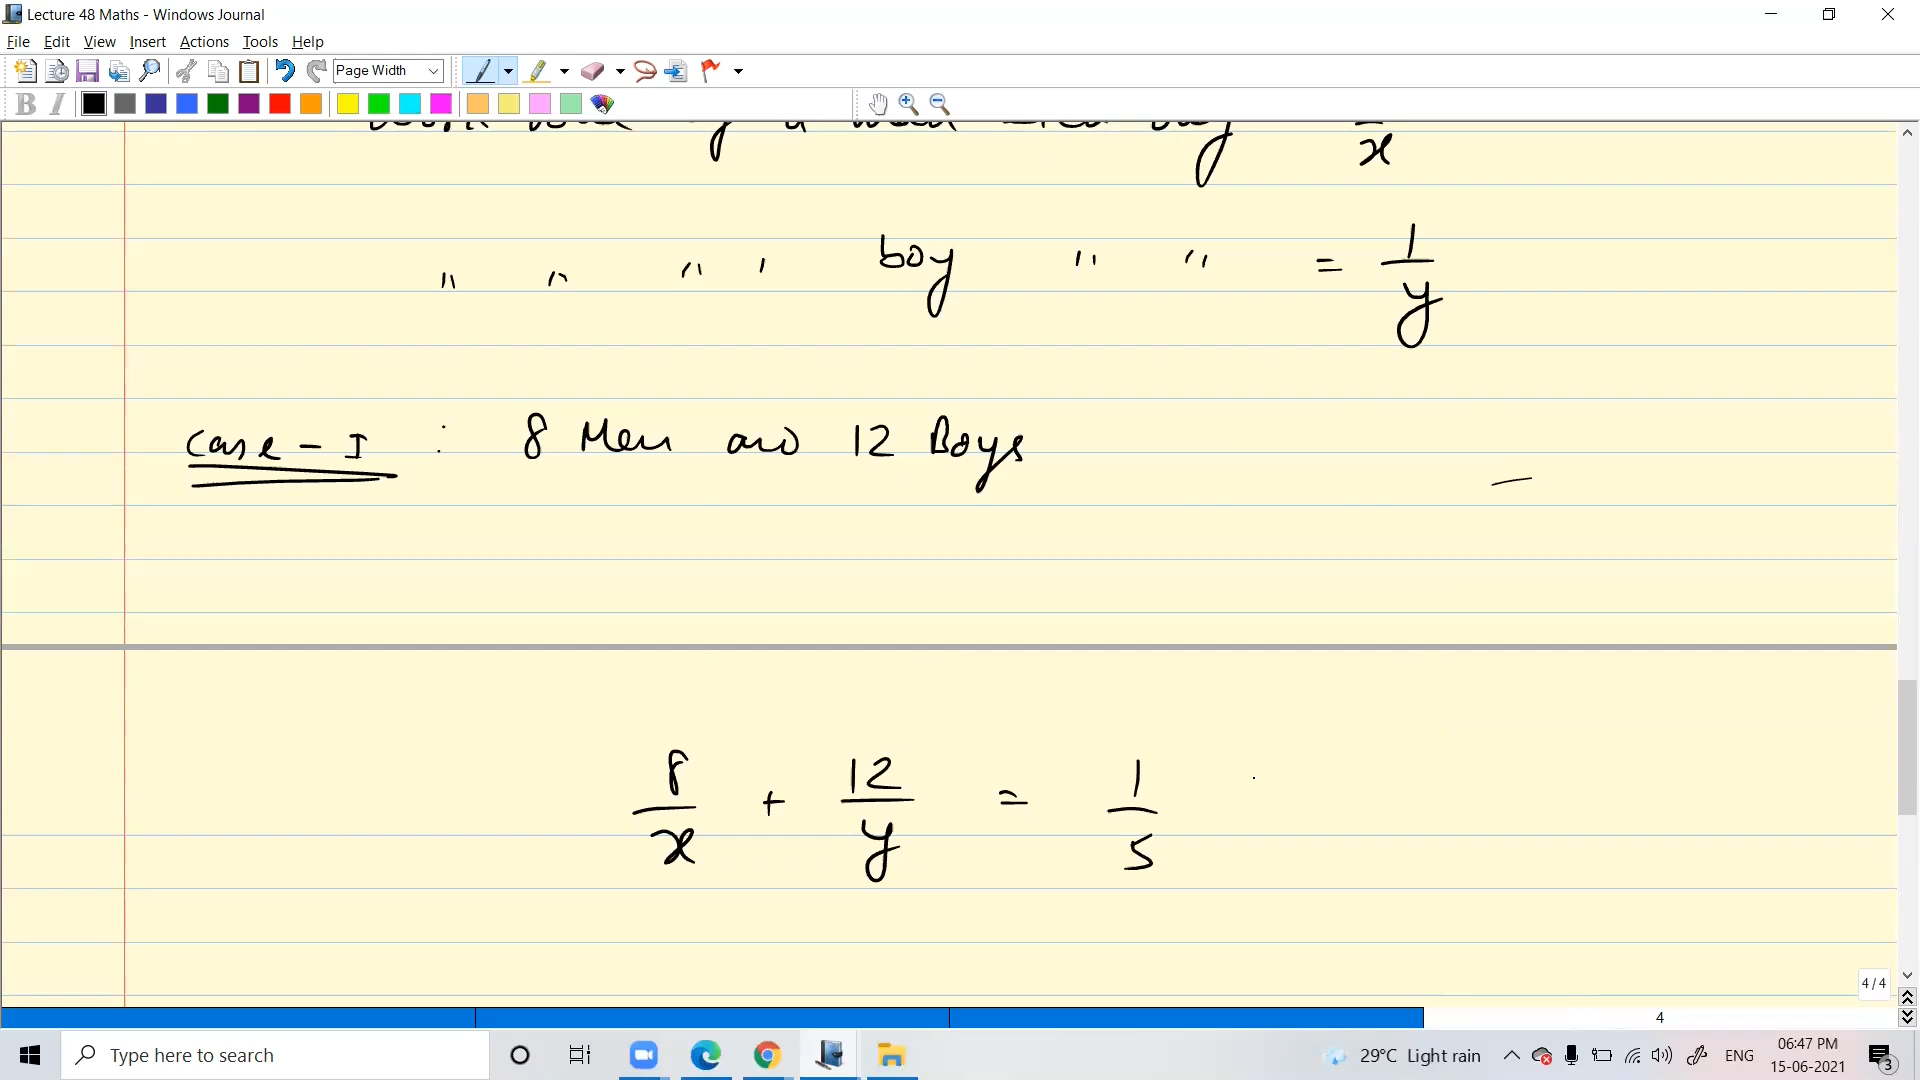 Lecture 48 Maths - Windows Journal
File Edit View Insert Actions Tools Help
Page Width
B I
x
" " " ' boy " " = 1/y
Case - I : 8 Men and 12 Boys
8/x + 12/y = 1/5
4 / 4
4
Type here to search
29°C Light rain
ENG
06:47 PM
15-06-2021
3